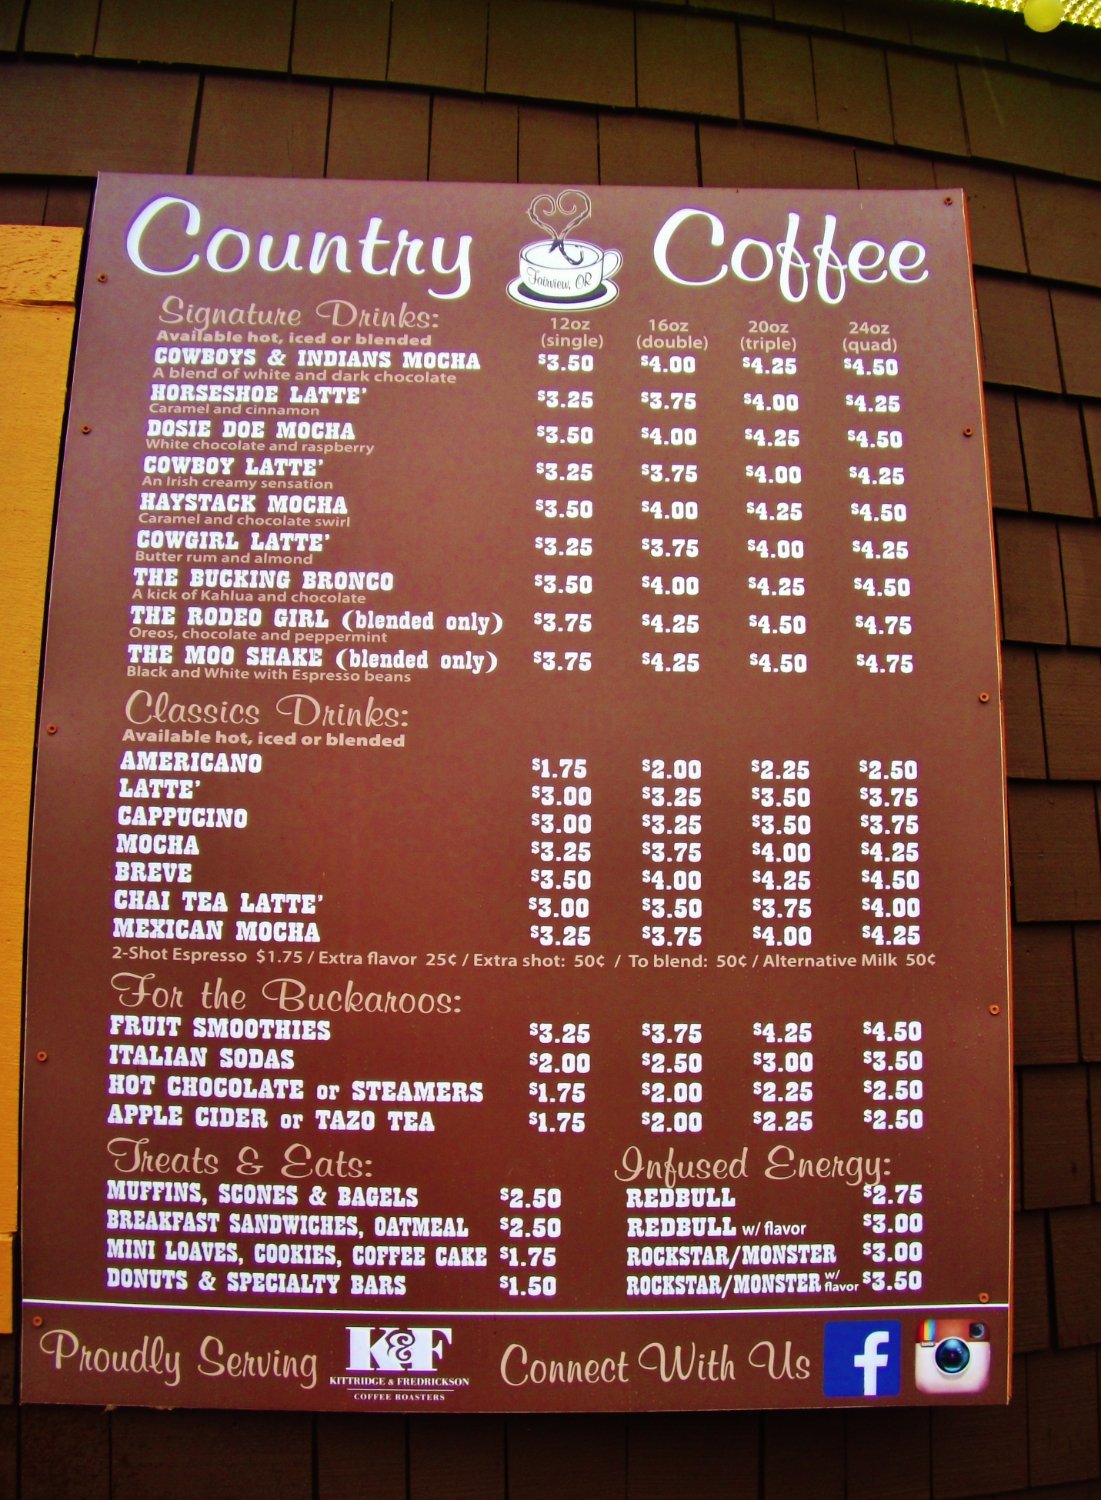 Country Coffee
Fairview, OR
Signature Drinks:
Available hot, iced or blended
12oz 16oz 20oz 24oz
(single) (double) (triple) (quad)
COWBOYS & INDIANS MOCHA $3.50 $4.00 $4.25 $4.50
A blend of white and dark chocolate
HORSESHOE LATTE' $3.25 $3.75 $4.00 $4.25
Caramel and cinnamon
DOSIE DOE MOCHA $3.50 $4.00 $4.25 $4.50
White chocolate and raspberry
COWBOY LATTE' $3.25 $3.75 $4.00 $4.25
An Irish creamy sensation
HAYSTACK MOCHA $3.50 $4.00 $4.25 $4.50
Caramel and chocolate swirl
COWGIRL LATTE' $3.25 $3.75 $4.00 $4.25
Butter rum and almond
THE BUCKING BRONCO $3.50 $4.00 $4.25 $4.50
A kick of Kahlua and chocolate
THE RODEO GIRL (blended only) $3.75 $4.25 $4.50 $4.75
Oreos, chocolate and peppermint
THE MOO SHAKE (blended only) $3.75 $4.25 $4.50 $4.75
Black and White with Espresso beans
Classics Drinks:
Available hot, iced or blended
AMERICANO $1.75 $2.00 $2.25 $2.50
LATTE' $3.00 $3.25 $3.50 $3.75
CAPPUCINO $3.00 $3.25 $3.50 $3.75
MOCHA $3.25 $3.75 $4.00 $4.25
BREVE $3.50 $4.00 $4.25 $4.50
CHAI TEA LATTE' $3.00 $3.50 $3.75 $4.00
MEXICAN MOCHA $3.25 $3.75 $4.00 $4.25
2-Shot Espresso $1.75 / Extra flavor 25¢ / Extra shot: 50¢ / To blend: 50¢ / Alternative Milk 50¢
For the Buckaroos:
FRUIT SMOOTHIES $3.25 $3.75 $4.25 $4.50
ITALIAN SODAS $2.00 $2.50 $3.00 $3.50
HOT CHOCOLATE or STEAMERS $1.75 $2.00 $2.25 $2.50
APPLE CIDER or TAZO TEA $1.75 $2.00 $2.25 $2.50
Treats & Eats:
MUFFINS, SCONES & BAGELS $2.50
BREAKFAST SANDWICHES, OATMEAL $2.50
MINI LOAVES, COOKIES, COFFEE CAKE $1.75
DONUTS & SPECIALTY BARS $1.50
Infused Energy:
REDBULL $2.75
REDBULL w/ flavor $3.00
ROCKSTAR/MONSTER $3.00
ROCKSTAR/MONSTER w/ flavor $3.50
Proudly Serving
K&F
KITTRIDGE & FREDRICKSON
COFFEE ROASTERS
Connect With Us
f